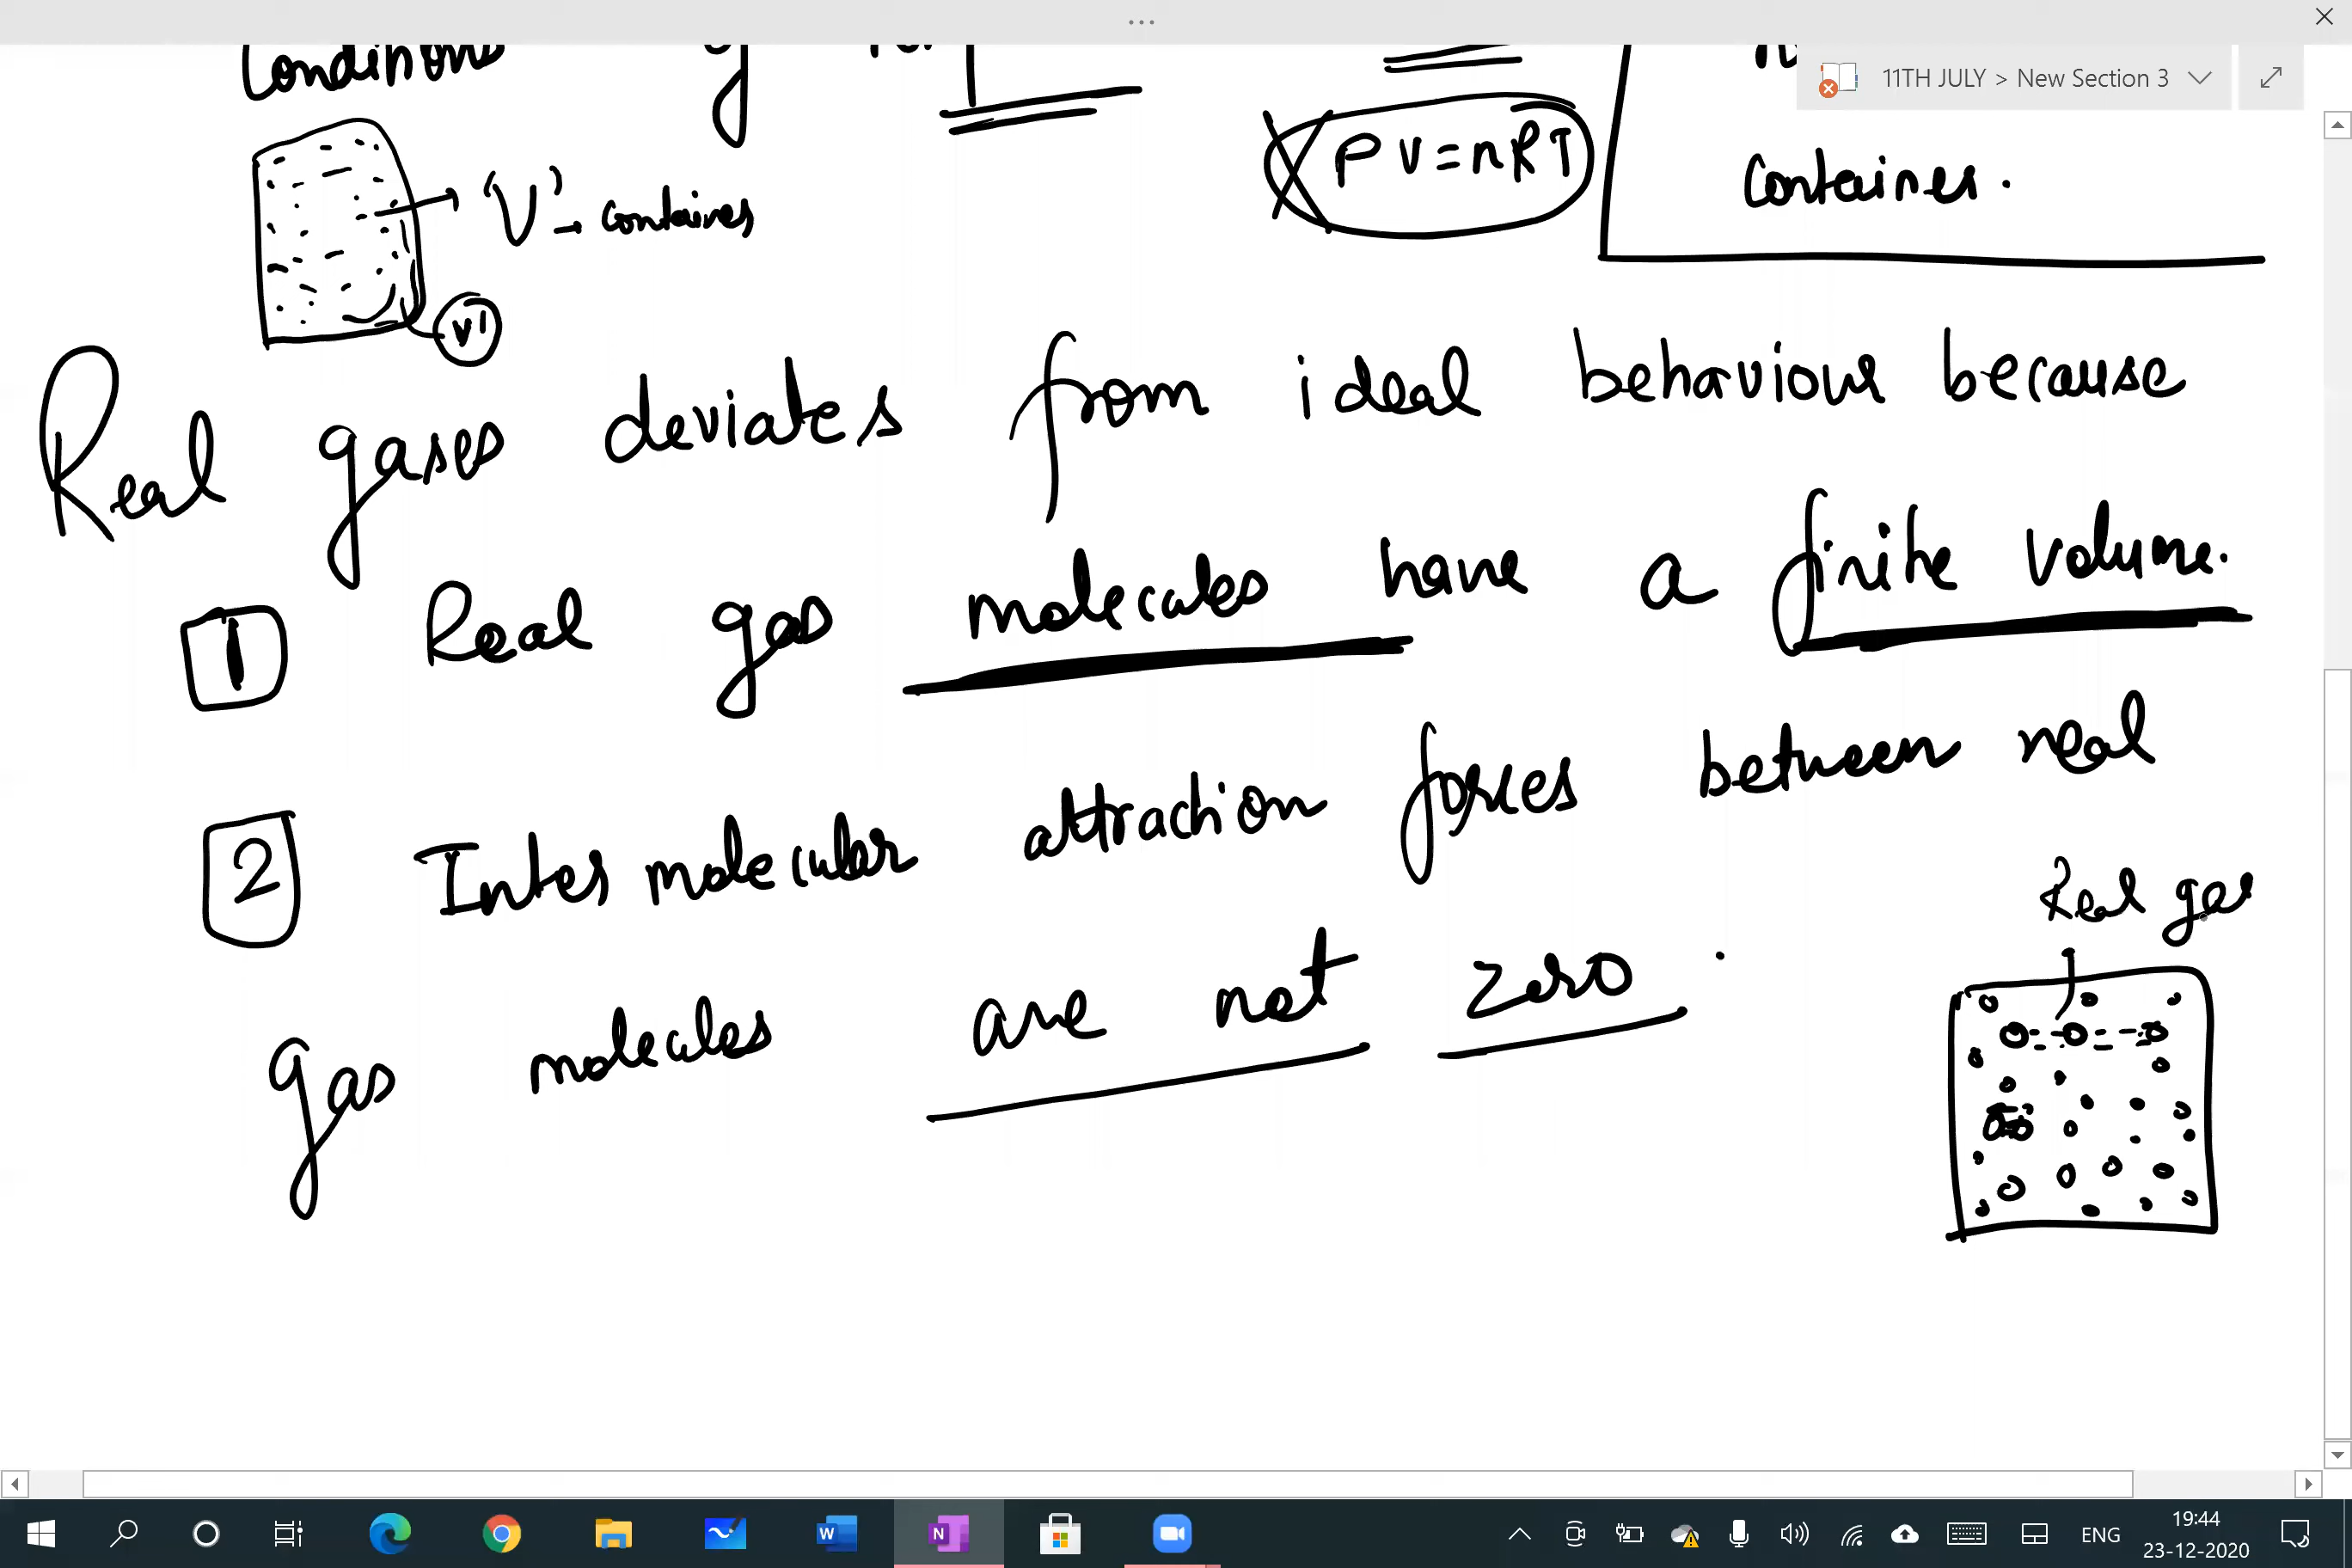 ...
11TH JULY > New Section 3
Conditions
PV=nRT
Container.
'V' → container
V'
Real gases deviates from ideal behaviour because
1 Real gas molecules have a finite volume.
2 Intermolecular attraction forces between real
gas molecules are not zero.
Real gas
W
N
ENG
19:44
23-12-2020